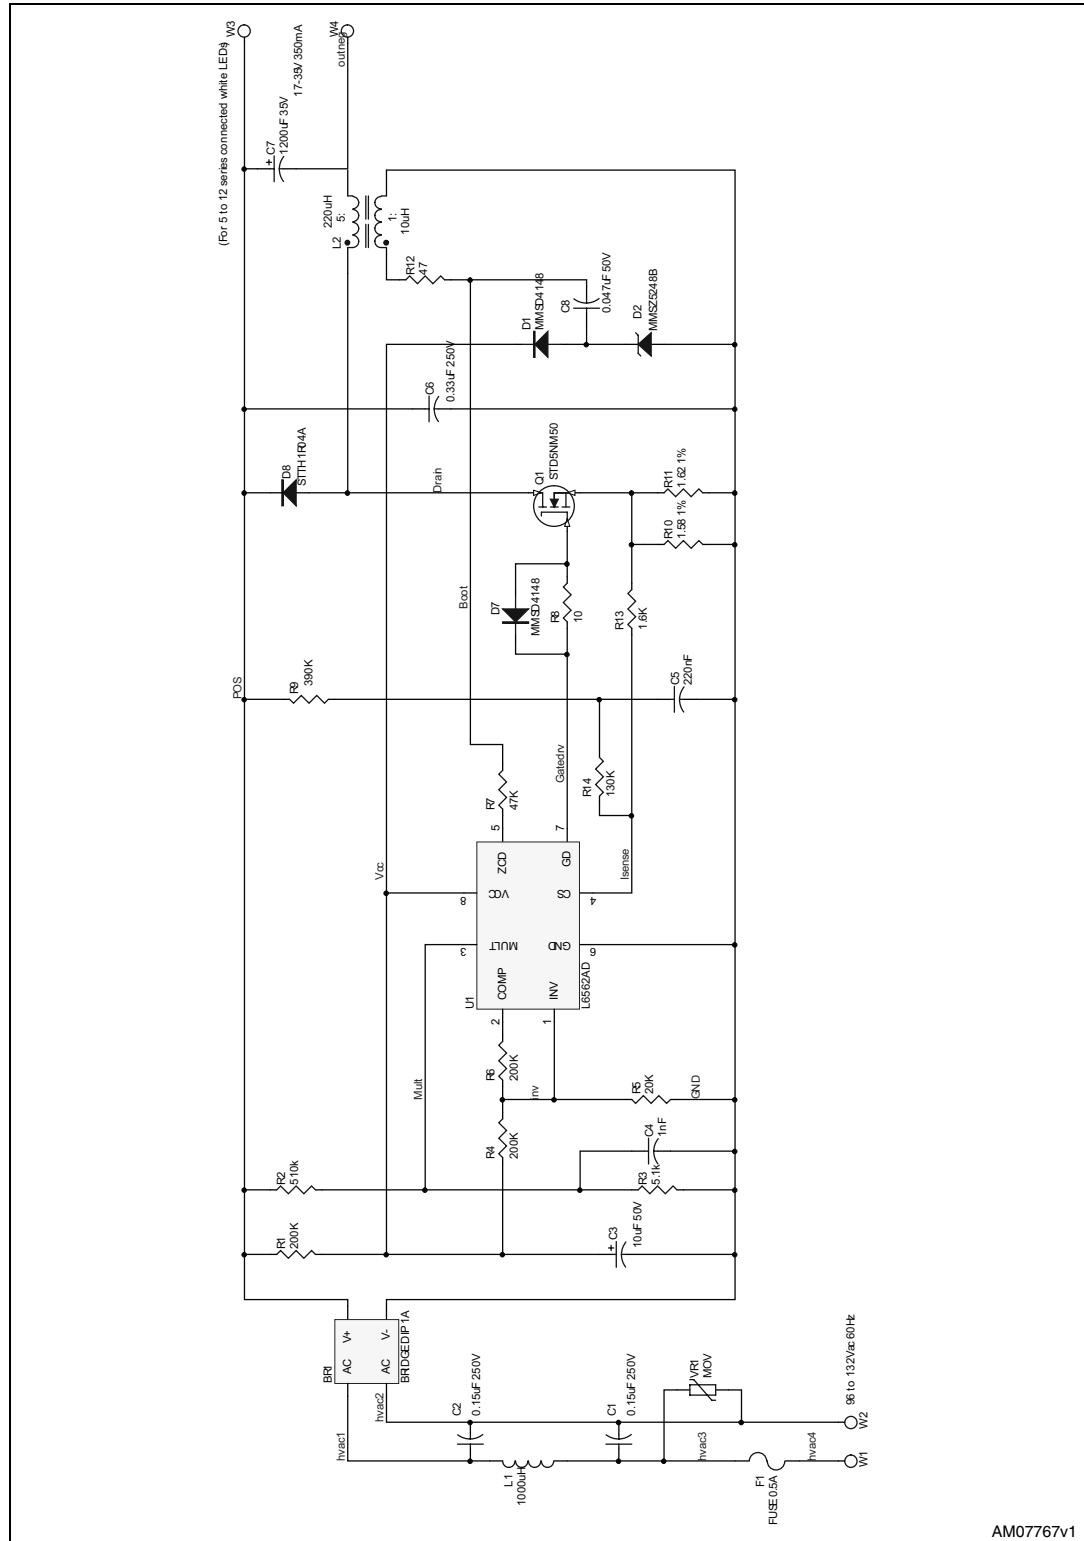 W3
W4
outneg
(For 5 to 12 series connected white LEDs)
17-35V 350mA
C7
+
1200uF 35V
220uH
5:
L2
1:
10uH
R12
47
D1
MMSD4148
C8
0.047uF 50V
D2
MMSZ5248B
C6
0.33uF 250V
D8
STTH1R04A
Drain
Q1
STD5NM50
R11
1.62 1%
R10
1.58 1%
Boot
D7
MMSD4148
R8
10
R13
1.6K
POS
R9
390K
C5
220nF
R7
47K
Gatedrv
R14
130K
Vcc
Isense
5
7
8
4
3
6
2
1
ZCD
GD
VCC
CS
MULT
GND
COMP
INV
U1
L6562AD
Mult
R6
200K
inv
R5
20K
GND
R4
200K
C4
1nF
R2
510k
R3
5.1k
R1
200K
+
C3
10uF 50V
BR1
AC
V+
AC
V-
BRIDGEDIP1A
hvac1
hvac2
C2
0.15uF 250V
L1
1000uH
C1
0.15uF 250V
VR1
MOV
hvac3
hvac4
F1
FUSE 0.5A
96 to 132Vac 60Hz
W2
W1
AM07767v1